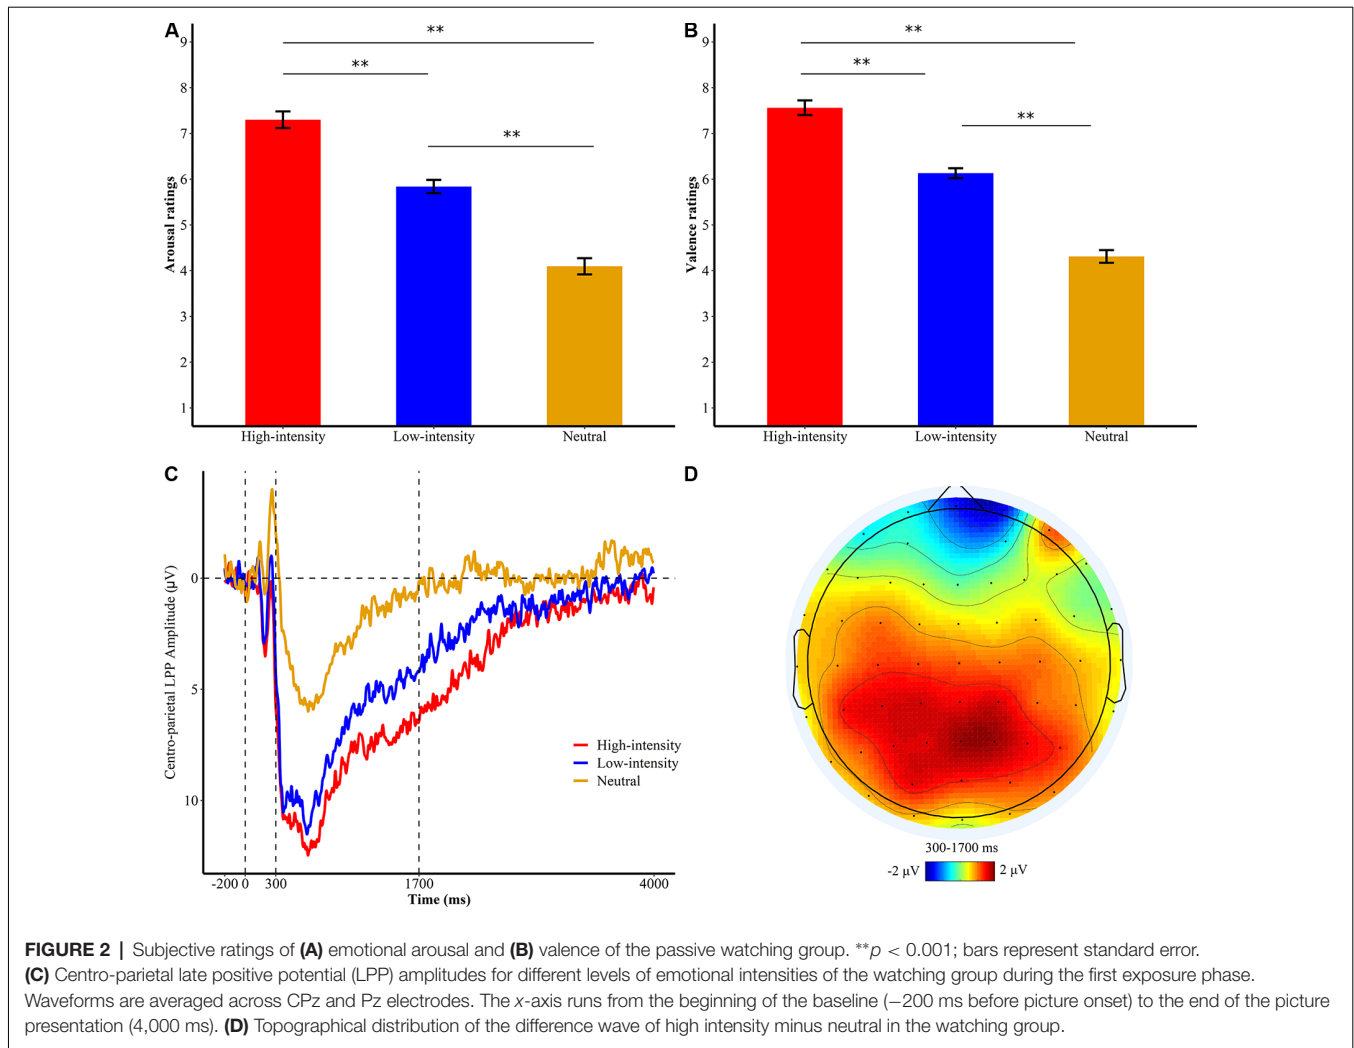 A
9
8
7
6
5
4
3
2
1
Arousal ratings
**
**
**
High-intensity
Low-intensity
Neutral
B
9
8
7
6
5
4
3
2
1
Valence ratings
**
**
**
High-intensity
Low-intensity
Neutral
C
0
5
10
Centro-parietal LPP Amplitude (μV)
High-intensity
Low-intensity
Neutral
-200 0 300 1700 4000
Time (ms)
D
300-1700 ms
-2 μV 2 μV
FIGURE 2 | Subjective ratings of (A) emotional arousal and (B) valence of the passive watching group. **p < 0.001; bars represent standard error.
(C) Centro-parietal late positive potential (LPP) amplitudes for different levels of emotional intensities of the watching group during the first exposure phase.
Waveforms are averaged across CPz and Pz electrodes. The x-axis runs from the beginning of the baseline (−200 ms before picture onset) to the end of the picture
presentation (4,000 ms). (D) Topographical distribution of the difference wave of high intensity minus neutral in the watching group.